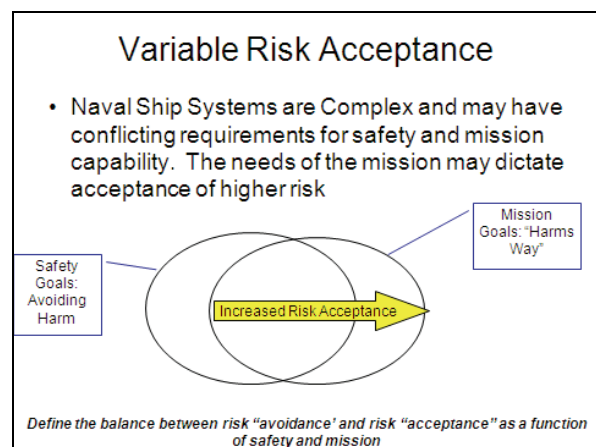 Variable Risk Acceptance
• Naval Ship Systems are Complex and may have
conflicting requirements for safety and mission
capability. The needs of the mission may dictate
acceptance of higher risk
Mission
Goals: “Harms
Way”
Safety
Goals:
Avoiding
Harm
Increased Risk Acceptance
Define the balance between risk “avoidance’ and risk “acceptance” as a function
of safety and mission